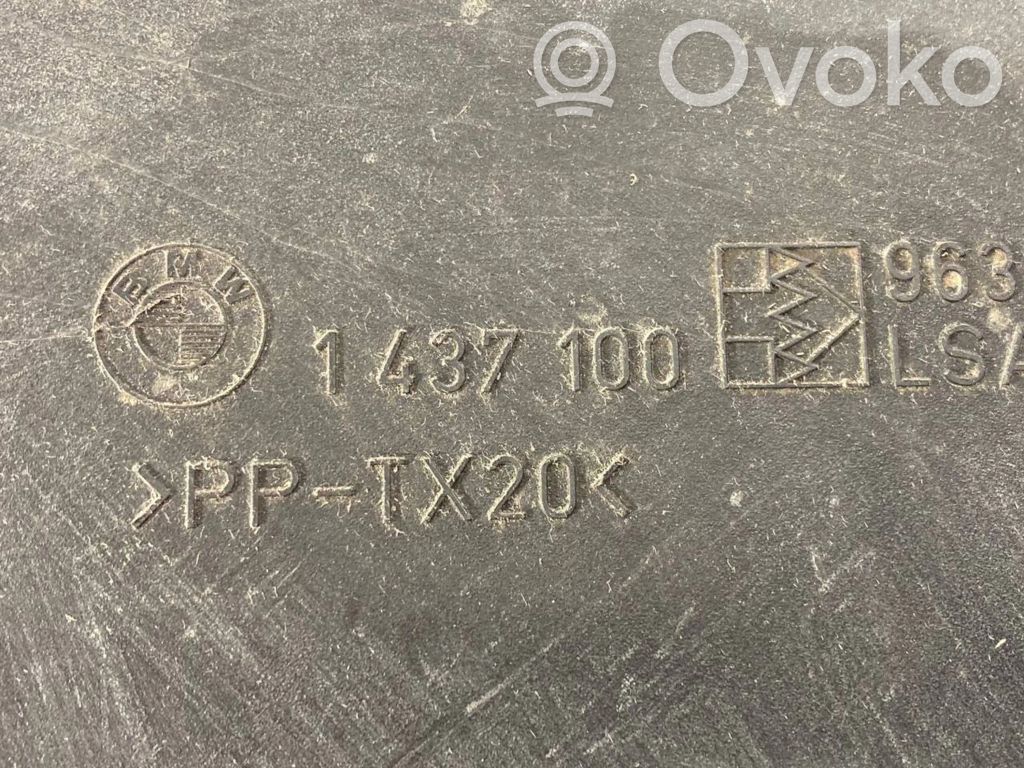 Ovoko
BMW
1 437 100
963
LSA
>PP-TX20<